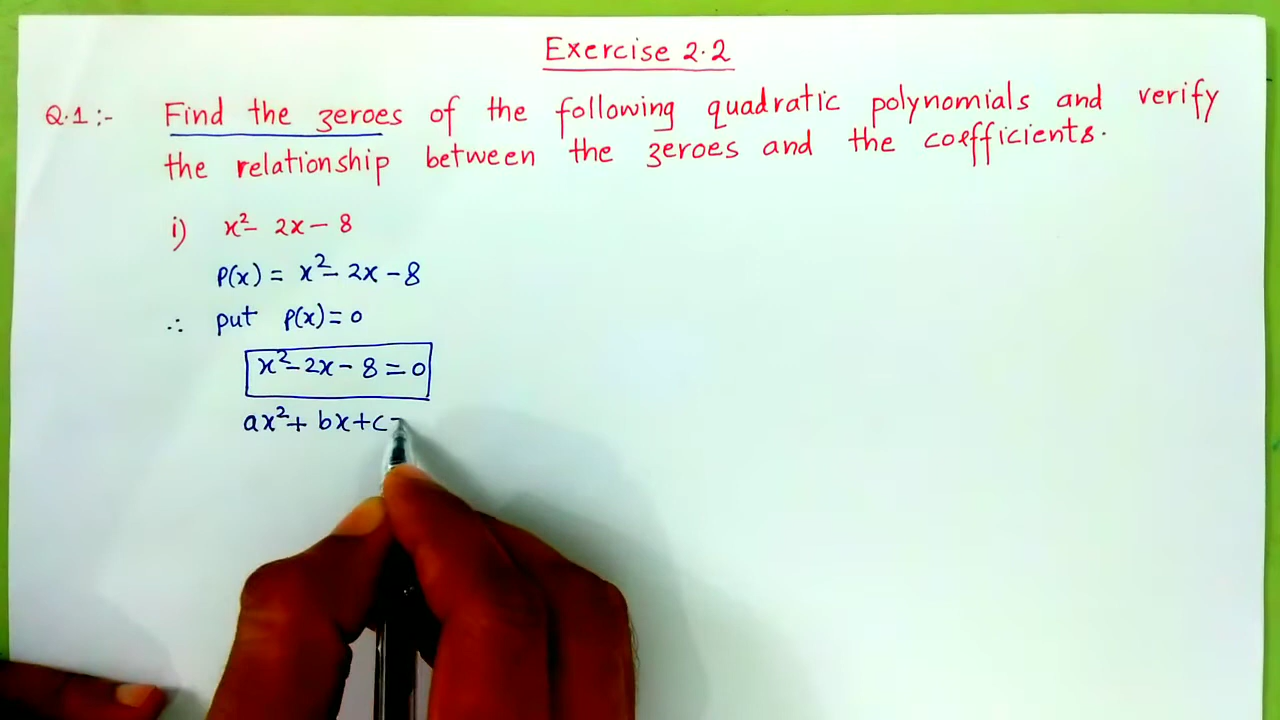 Exercise 2.2
Q.1:- Find the zeroes of the following quadratic polynomials and verify
the relationship between the zeroes and the coefficients.
i) x² - 2x - 8
P(x) = x² - 2x - 8
∴ put P(x) = 0
x² - 2x - 8 = 0
ax² + bx + c -